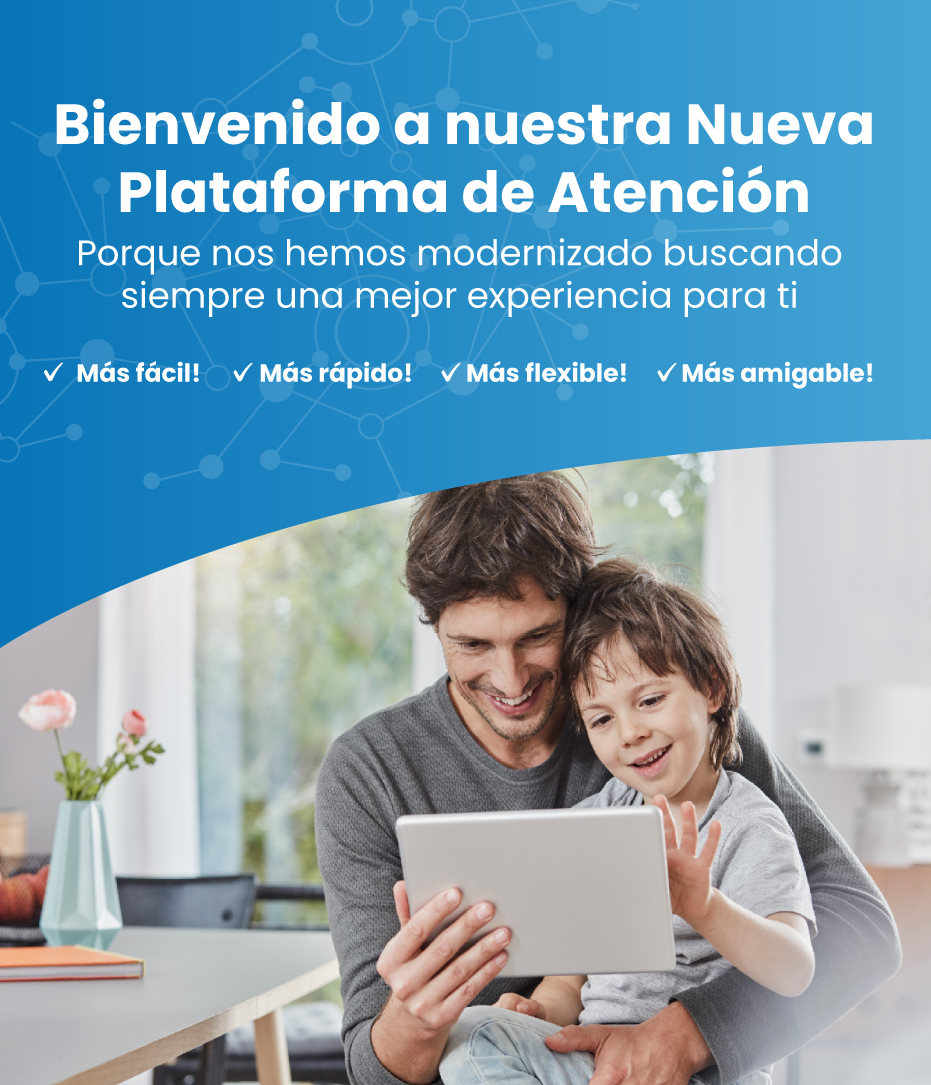 Bienvenido a nuestra Nueva
Plataforma de Atención
Porque nos hemos modernizado buscando
siempre una mejor experiencia para ti
✓ Más fácil! ✓ Más rápido! ✓ Más flexible! ✓ Más amigable!